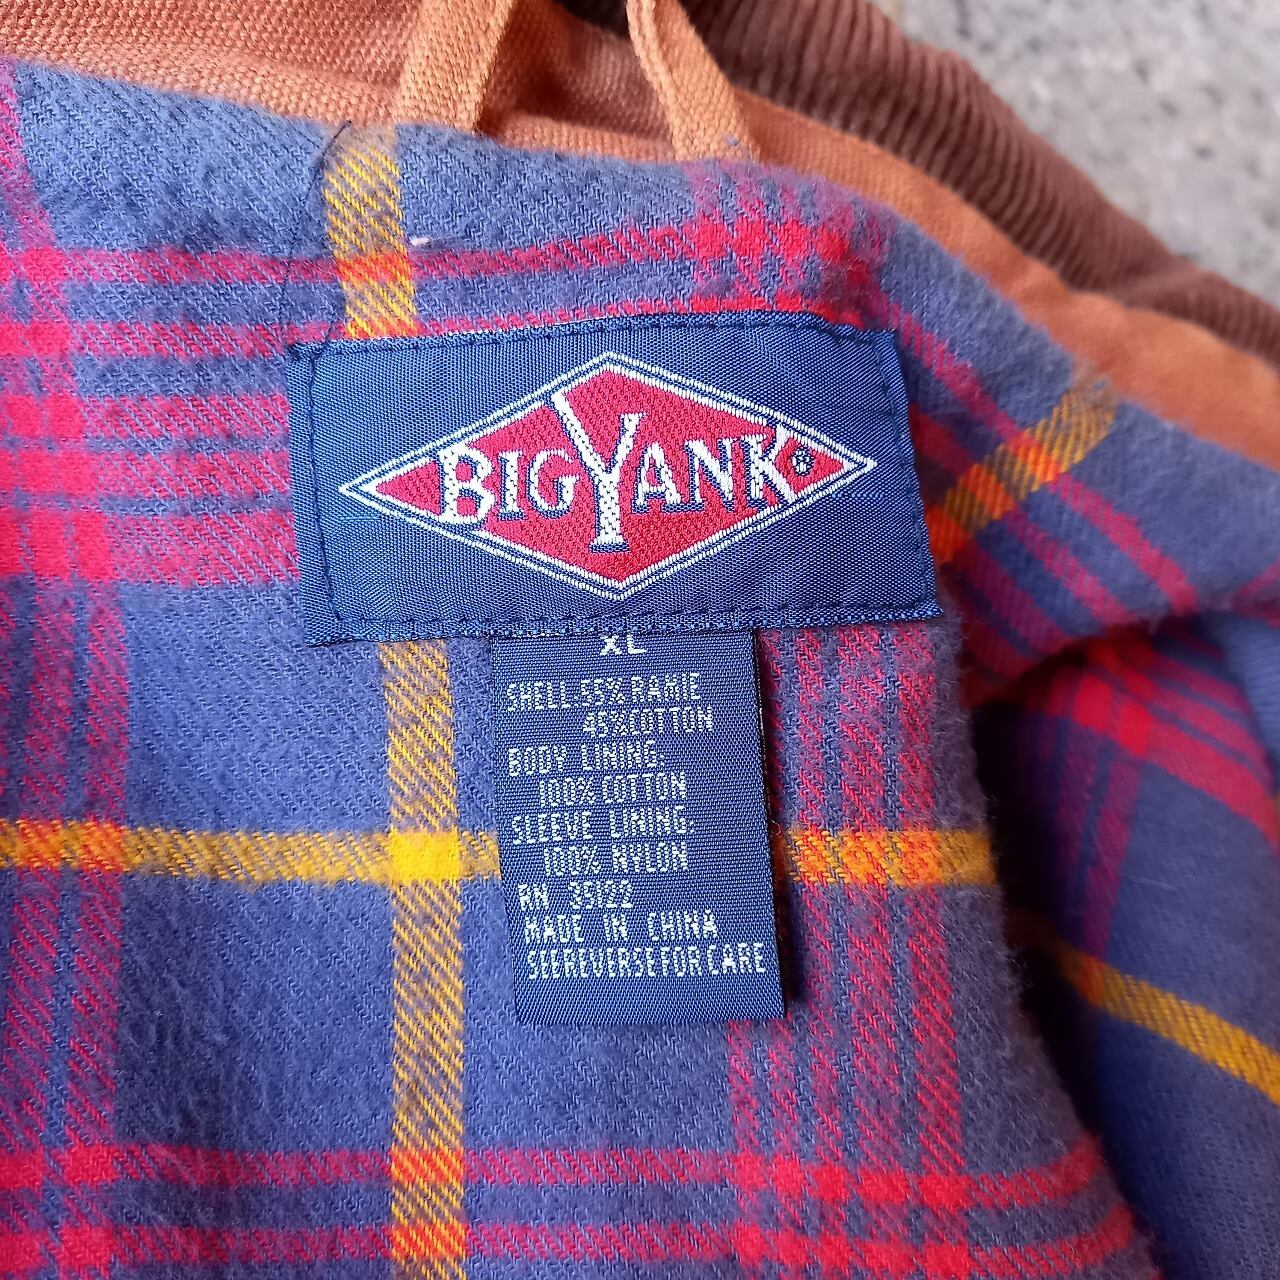 BIG YANK ®
XL
SHELL:55% RAMIE
45%COTTON
BODY LINING:
100% COTTON
SLEEVE LINING:
100% NYLON
RN 35122
MADE IN CHINA
SEE REVERSE FOR CARE